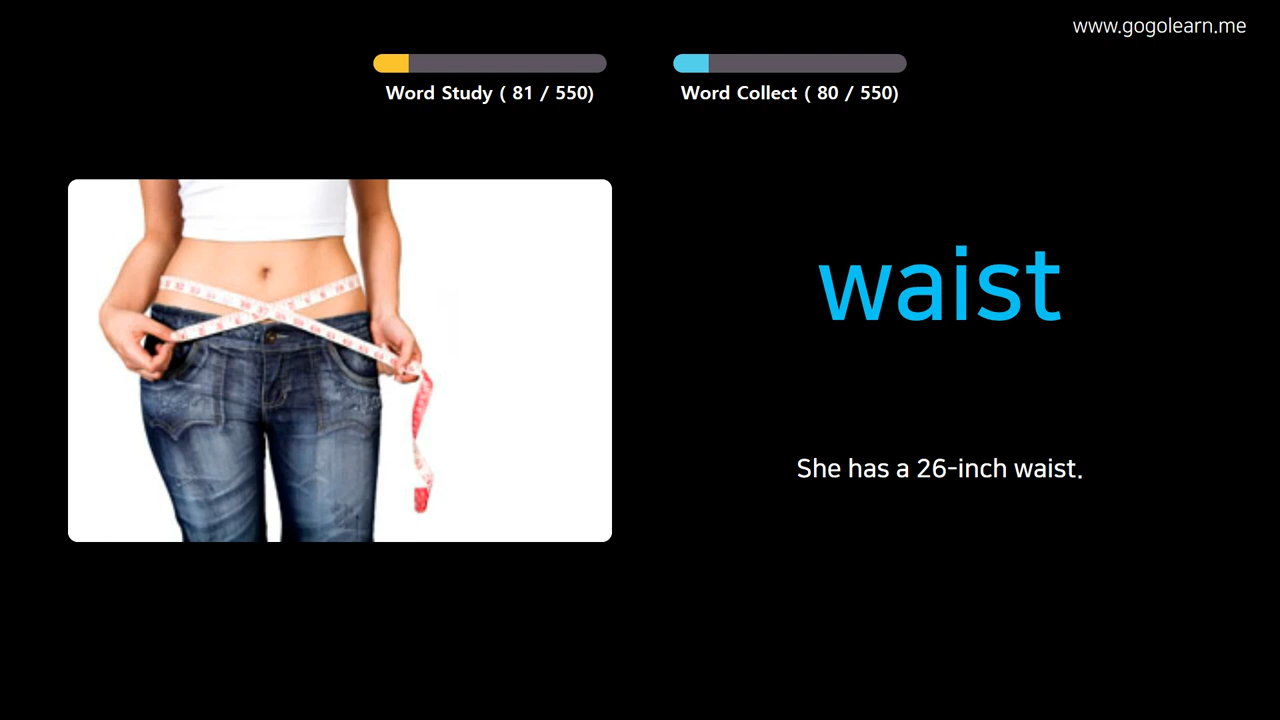 www.gogolearn.me
Word Study ( 81 / 550)
Word Collect ( 80 / 550)
waist
She has a 26-inch waist.